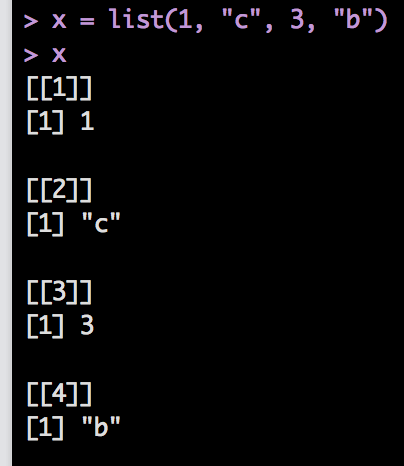 > x = list(1, "c", 3, "b")
> x
[[1]]
[1] 1
[[2]]
[1] "c"
[[3]]
[1] 3
[[4]]
[1] "b"